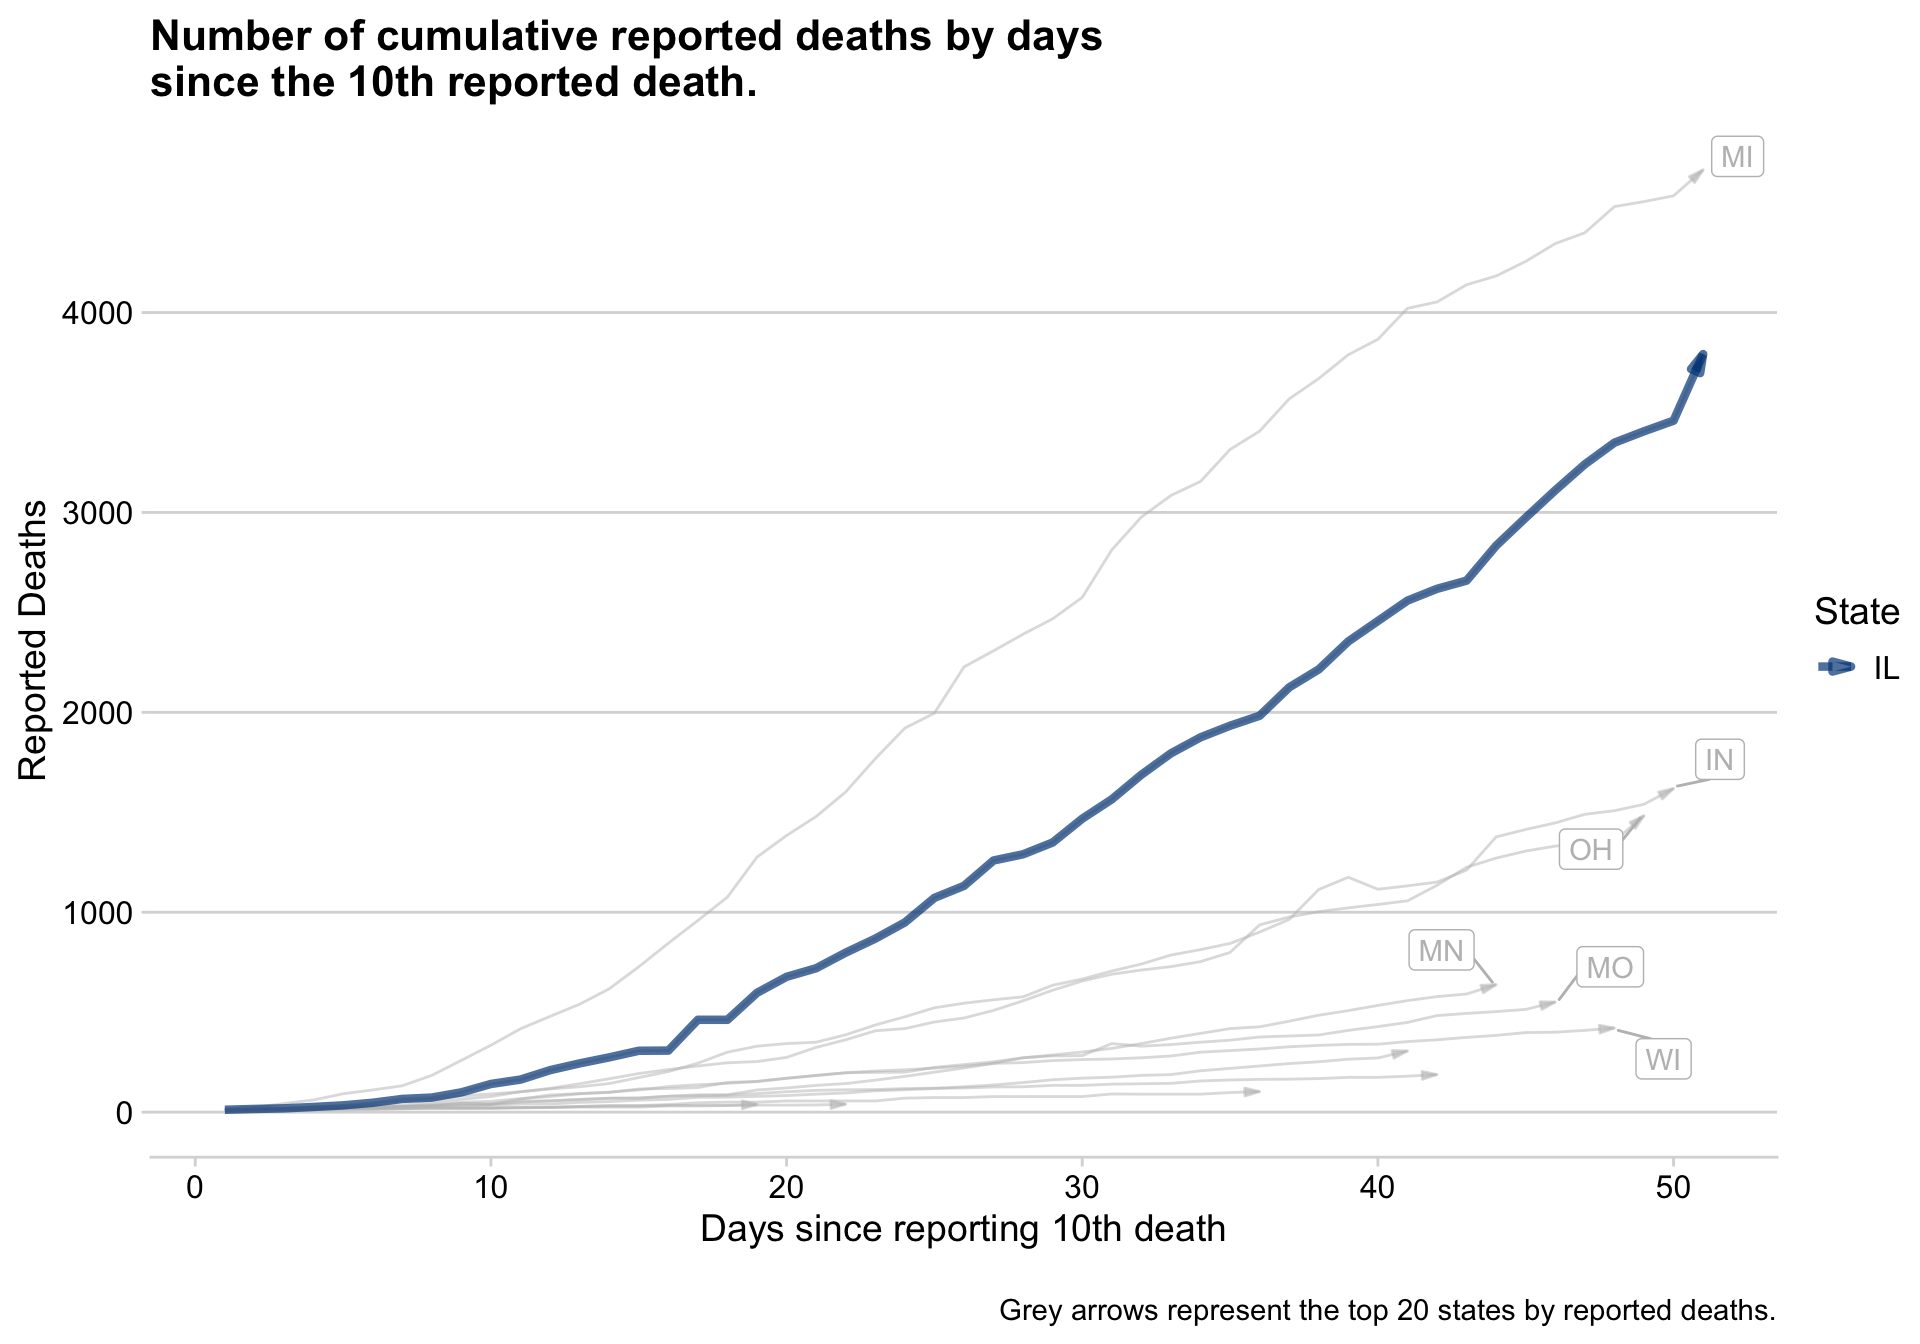 Number of cumulative reported deaths by days
since the 10th reported death.
MI
4000
3000
2000
1000
0
Reported Deaths
State
IL
IN
OH
MN
MO
WI
0 10 20 30 40 50
Days since reporting 10th death
Grey arrows represent the top 20 states by reported deaths.